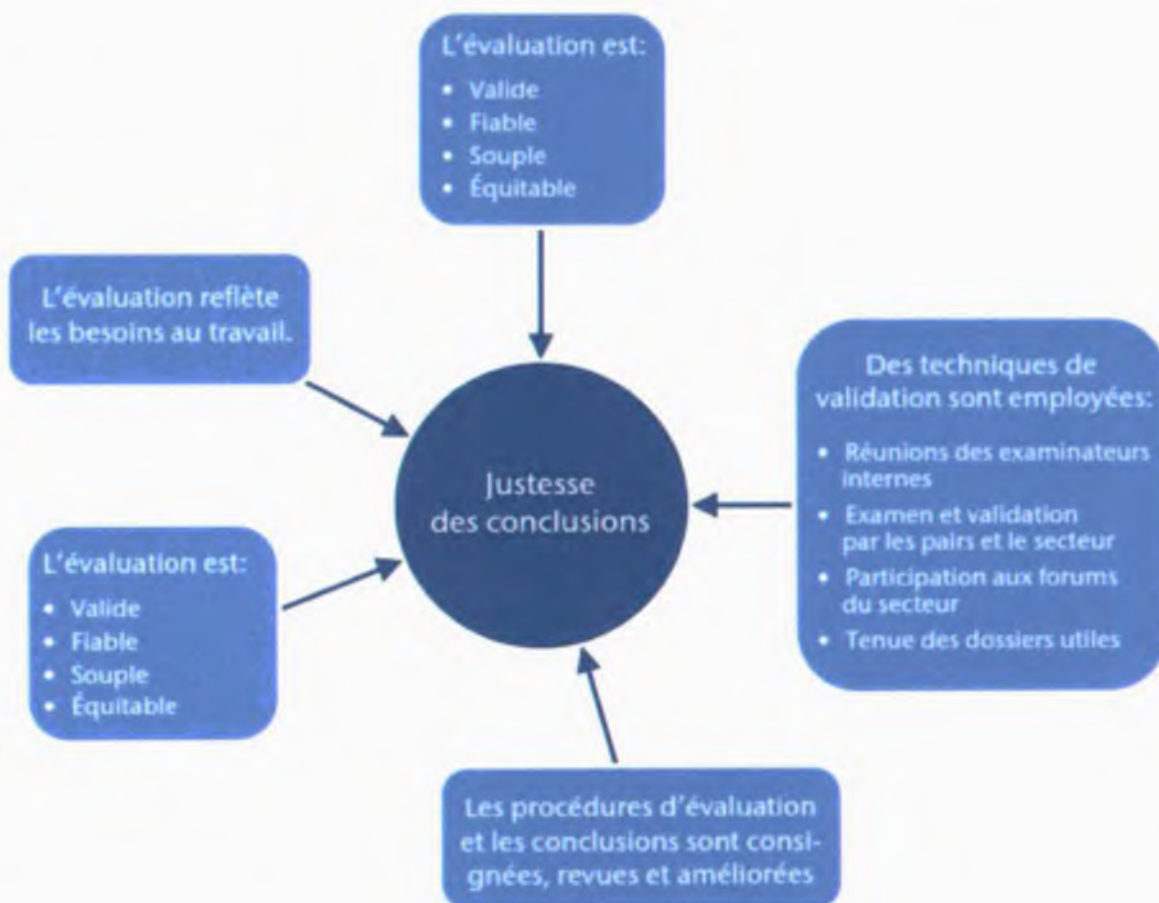 L'évaluation est:
• Valide
• Fiable
• Souple
• Équitable
L'évaluation reflète
les besoins au travail.
Des techniques de
validation sont employées:
• Réunions des examinateurs
internes
• Examen et validation
par les pairs et le secteur
• Participation aux forums
du secteur
• Tenue des dossiers utiles
Justesse
des conclusions
L'évaluation est:
• Valide
• Fiable
• Souple
• Équitable
Les procédures d'évaluation
et les conclusions sont consi-
gnées, revues et améliorées